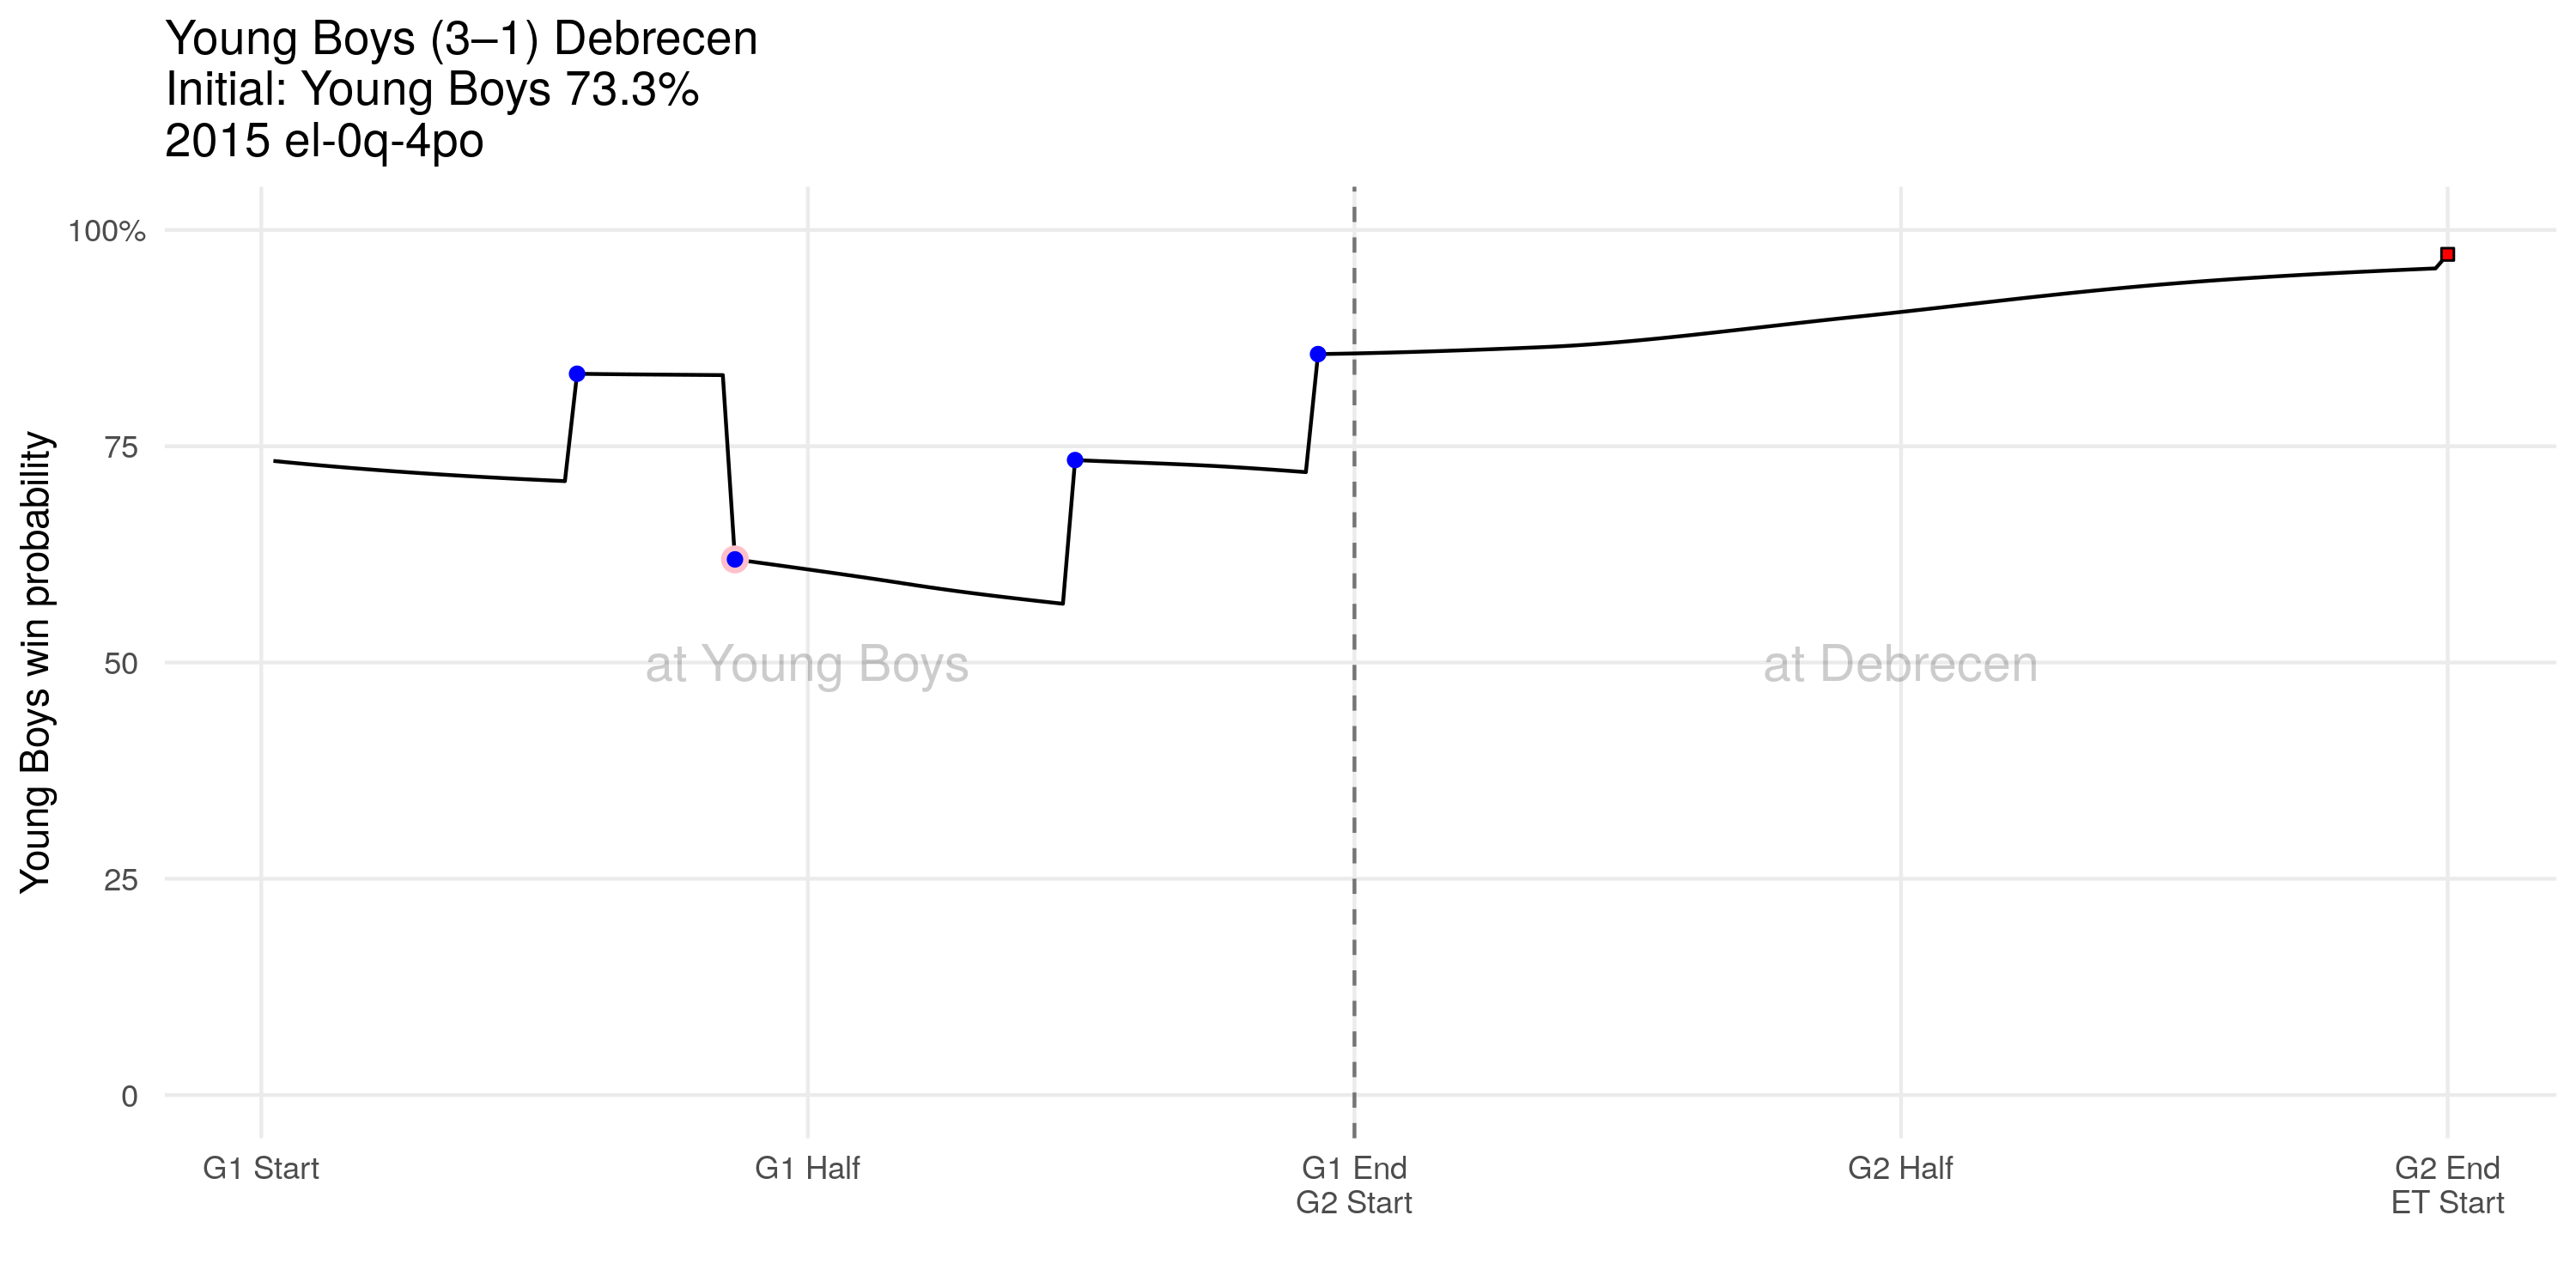 Young Boys (3–1) Debrecen
Initial: Young Boys 73.3%
2015 el-0q-4po
Young Boys win probability
100%
75
50
25
0
at Young Boys
at Debrecen
G1 Start
G1 Half
G1 End
G2 Start
G2 Half
G2 End
ET Start